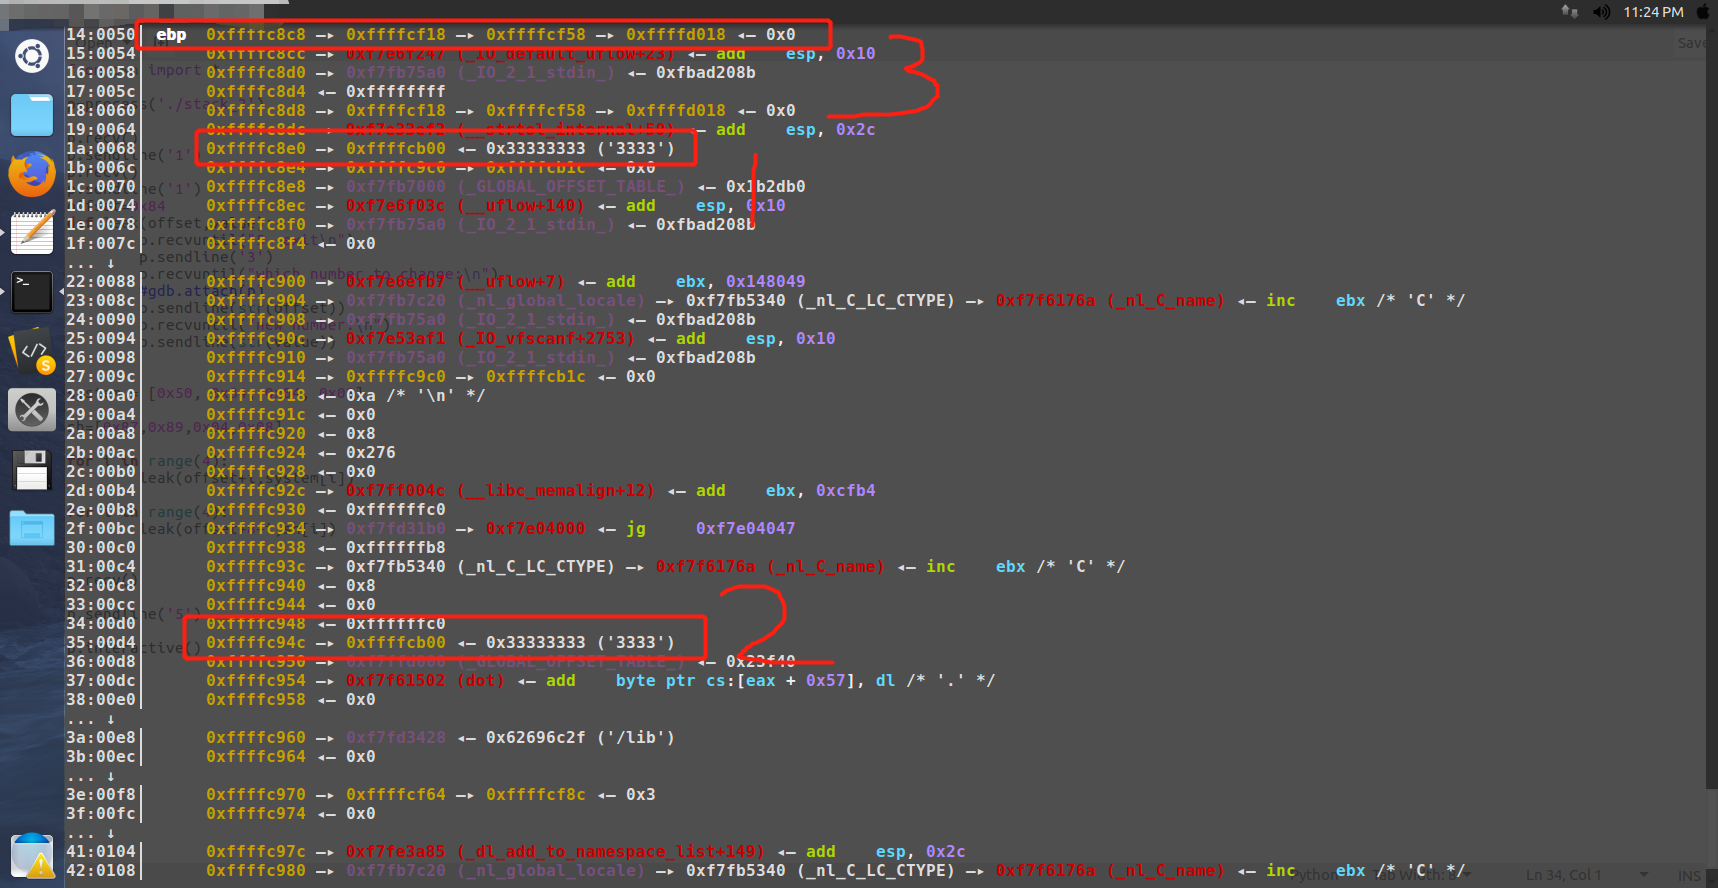 11:24 PM
14:0050│ ebp 0xffffc8c8 —▸ 0xffffcf18 —▸ 0xffffcf58 —▸ 0xffffd018 ◂— 0x0
15:0054│ 0xffffc8cc —▸ 0xf7e6f247 (_IO_default_uflow+23) ◂— add esp, 0x10
16:0058│ 0xffffc8d0 —▸ 0xf7fb75a0 (_IO_2_1_stdin_) ◂— 0xfbad208b
17:005c│ 0xffffc8d4 ◂— 0xffffffff
18:0060│ 0xffffc8d8 —▸ 0xffffcf18 —▸ 0xffffcf58 —▸ 0xffffd018 ◂— 0x0
19:0064│ 0xffffc8dc —▸ 0xf7e33ef2 (__strtol_internal+50) ◂— add esp, 0x2c
1a:0068│ 0xffffc8e0 —▸ 0xffffcb00 ◂— 0x33333333 ('3333')
1b:006c│ 0xffffc8e4 —▸ 0xffffc9c0 —▸ 0xffffcb1c ◂— 0x0
1c:0070│ 0xffffc8e8 —▸ 0xf7fb7000 (_GLOBAL_OFFSET_TABLE_) ◂— 0x1b2db0
1d:0074│ 0xffffc8ec —▸ 0xf7e6f03c (__uflow+140) ◂— add esp, 0x10
1e:0078│ 0xffffc8f0 —▸ 0xf7fb75a0 (_IO_2_1_stdin_) ◂— 0xfbad208b
1f:007c│ 0xffffc8f4 ◂— 0x0
... ↓
22:0088│ 0xffffc900 —▸ 0xf7e6efb7 (__uflow+7) ◂— add ebx, 0x148049
23:008c│ 0xffffc904 —▸ 0xf7fb7c20 (_nl_global_locale) —▸ 0xf7fb5340 (_nl_C_LC_CTYPE) —▸ 0xf7f6176a (_nl_C_name) ◂— inc ebx /* 'C' */
24:0090│ 0xffffc908 —▸ 0xf7fb75a0 (_IO_2_1_stdin_) ◂— 0xfbad208b
25:0094│ 0xffffc90c —▸ 0xf7e53af1 (_IO_vfscanf+2753) ◂— add esp, 0x10
26:0098│ 0xffffc910 —▸ 0xf7fb75a0 (_IO_2_1_stdin_) ◂— 0xfbad208b
27:009c│ 0xffffc914 —▸ 0xffffc9c0 —▸ 0xffffcb1c ◂— 0x0
28:00a0│ 0xffffc918 ◂— 0xa /* '\n' */
29:00a4│ 0xffffc91c ◂— 0x0
2a:00a8│ 0xffffc920 ◂— 0x8
2b:00ac│ 0xffffc924 ◂— 0x276
2c:00b0│ 0xffffc928 ◂— 0x0
2d:00b4│ 0xffffc92c —▸ 0xf7ff004c (__libc_memalign+12) ◂— add ebx, 0xcfb4
2e:00b8│ 0xffffc930 ◂— 0xffffffc0
2f:00bc│ 0xffffc934 —▸ 0xf7fd31b0 —▸ 0xf7e04000 ◂— jg 0xf7e04047
30:00c0│ 0xffffc938 ◂— 0xffffffb8
31:00c4│ 0xffffc93c —▸ 0xf7fb5340 (_nl_C_LC_CTYPE) —▸ 0xf7f6176a (_nl_C_name) ◂— inc ebx /* 'C' */
32:00c8│ 0xffffc940 ◂— 0x8
33:00cc│ 0xffffc944 ◂— 0x0
34:00d0│ 0xffffc948 ◂— 0xffffffc0
35:00d4│ 0xffffc94c —▸ 0xffffcb00 ◂— 0x33333333 ('3333')
36:00d8│ 0xffffc950 —▸ 0xf7ffd000 (_GLOBAL_OFFSET_TABLE_) ◂— 0x23f40
37:00dc│ 0xffffc954 —▸ 0xf7f61502 (dot) ◂— add byte ptr cs:[eax + 0x57], dl /* '.' */
38:00e0│ 0xffffc958 ◂— 0x0
... ↓
3a:00e8│ 0xffffc960 —▸ 0xf7fd3428 ◂— 0x62696c2f ('/lib')
3b:00ec│ 0xffffc964 ◂— 0x0
... ↓
3e:00f8│ 0xffffc970 —▸ 0xffffcf64 —▸ 0xffffcf8c ◂— 0x3
3f:00fc│ 0xffffc974 ◂— 0x0
... ↓
41:0104│ 0xffffc97c —▸ 0xf7fe3a85 (_dl_add_to_namespace_list+149) ◂— add esp, 0x2c
42:0108│ 0xffffc980 —▸ 0xf7fb7c20 (_nl_global_locale) —▸ 0xf7fb5340 (_nl_C_LC_CTYPE) —▸ 0xf7f6176a (_nl_C_name) ◂— inc ebx /* 'C' */
3
1
2
Ln 34, Col 1
INS